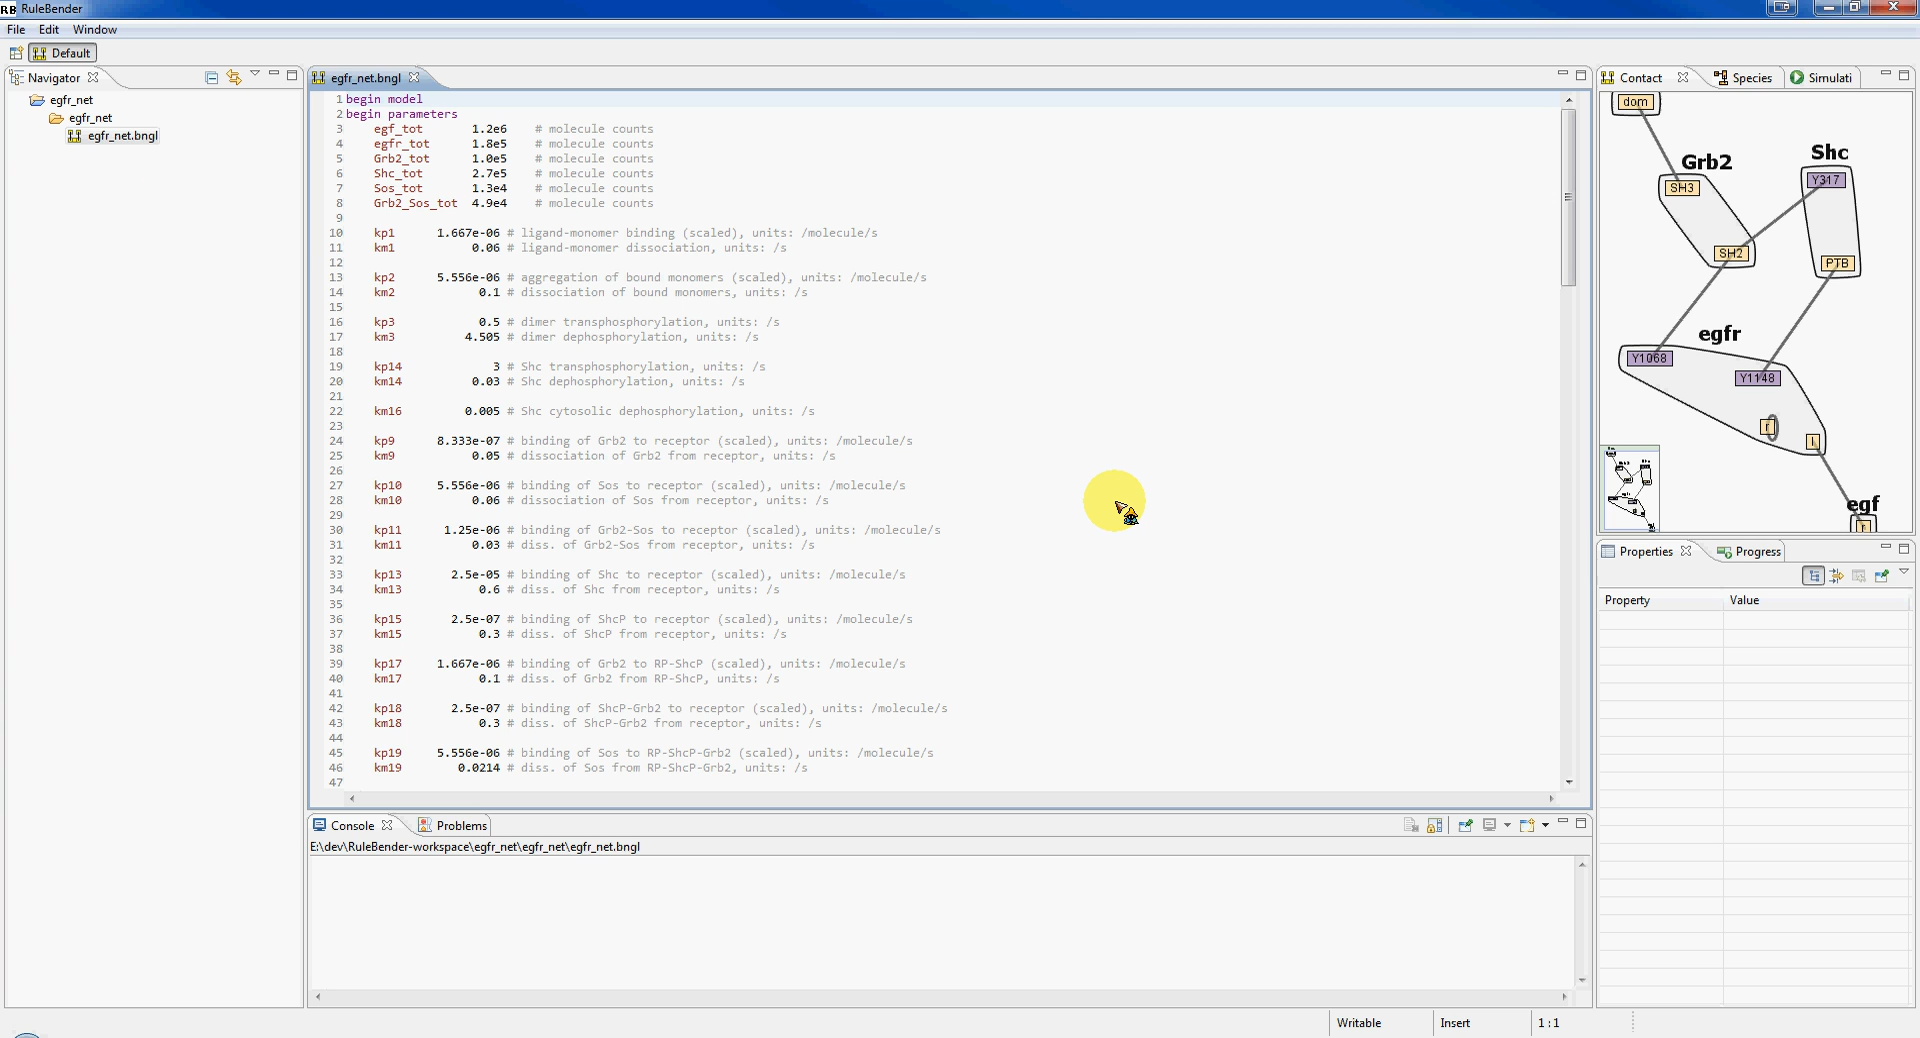 RB RuleBender
File Edit Window
Default
Navigator
egfr_net
egfr_net
egfr_net.bngl
egfr_net.bngl
1 begin model
2 begin parameters
3 egf_tot 1.2e6 # molecule counts
4 egfr_tot 1.8e5 # molecule counts
5 Grb2_tot 1.0e5 # molecule counts
6 Shc_tot 2.7e5 # molecule counts
7 Sos_tot 1.3e4 # molecule counts
8 Grb2_Sos_tot 4.9e4 # molecule counts
9
10 kp1 1.667e-06 # ligand-monomer binding (scaled), units: /molecule/s
11 km1 0.06 # ligand-monomer dissociation, units: /s
12
13 kp2 5.556e-06 # aggregation of bound monomers (scaled), units: /molecule/s
14 km2 0.1 # dissociation of bound monomers, units: /s
15
16 kp3 0.5 # dimer transphosphorylation, units: /s
17 km3 4.505 # dimer dephosphorylation, units: /s
18
19 kp14 3 # Shc transphosphorylation, units: /s
20 km14 0.03 # Shc dephosphorylation, units: /s
21
22 km16 0.005 # Shc cytosolic dephosphorylation, units: /s
23
24 kp9 8.333e-07 # binding of Grb2 to receptor (scaled), units: /molecule/s
25 km9 0.05 # dissociation of Grb2 from receptor, units: /s
26
27 kp10 5.556e-06 # binding of Sos to receptor (scaled), units: /molecule/s
28 km10 0.06 # dissociation of Sos from receptor, units: /s
29
30 kp11 1.25e-06 # binding of Grb2-Sos to receptor (scaled), units: /molecule/s
31 km11 0.03 # diss. of Grb2-Sos from receptor, units: /s
32
33 kp13 2.5e-05 # binding of Shc to receptor (scaled), units: /molecule/s
34 km13 0.6 # diss. of Shc from receptor, units: /s
35
36 kp15 2.5e-07 # binding of ShcP to receptor (scaled), units: /molecule/s
37 km15 0.3 # diss. of ShcP from receptor, units: /s
38
39 kp17 1.667e-06 # binding of Grb2 to RP-ShcP (scaled), units: /molecule/s
40 km17 0.1 # diss. of Grb2 from RP-ShcP, units: /s
41
42 kp18 2.5e-07 # binding of ShcP-Grb2 to receptor (scaled), units: /molecule/s
43 km18 0.3 # diss. of ShcP-Grb2 from receptor, units: /s
44
45 kp19 5.556e-06 # binding of Sos to RP-ShcP-Grb2 (scaled), units: /molecule/s
46 km19 0.0214 # diss. of Sos from RP-ShcP-Grb2, units: /s
47
Console Problems
E:\dev\RuleBender-workspace\egfr_net\egfr_net\egfr_net.bngl
Contact Species Simulati
dom
Grb2
Shc
SH3
Y317
SH2
PTB
egfr
Y1068
Y1148
r
l
egf
r
Properties Progress
Property Value
Writable Insert 1 : 1